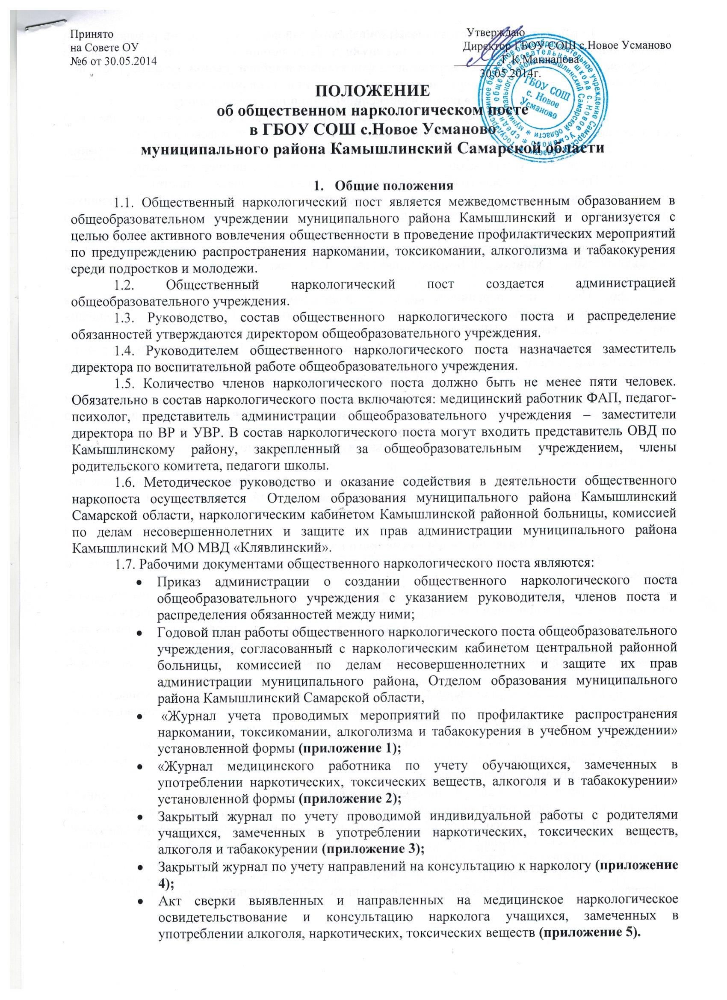 Принято
на Совете ОУ
№6 от 30.05.2014
Утверждаю
Директор ГБОУ СОШ с.Новое Усманово
Г.К.Маннапова
30.05.2014г.
ГБОУ СОШ
с. Новое
Усманово
ПОЛОЖЕНИЕ
об общественном наркологическом посте
в ГБОУ СОШ с.Новое Усманово
муниципального района Камышлинский Самарской области
1. Общие положения
1.1. Общественный наркологический пост является межведомственным образованием в
общеобразовательном учреждении муниципального района Камышлинский и организуется с
целью более активного вовлечения общественности в проведение профилактических мероприятий
по предупреждению распространения наркомании, токсикомании, алкоголизма и табакокурения
среди подростков и молодежи.
1.2. Общественный наркологический пост создается администрацией
общеобразовательного учреждения.
1.3. Руководство, состав общественного наркологического поста и распределение
обязанностей утверждаются директором общеобразовательного учреждения.
1.4. Руководителем общественного наркологического поста назначается заместитель
директора по воспитательной работе общеобразовательного учреждения.
1.5. Количество членов наркологического поста должно быть не менее пяти человек.
Обязательно в состав наркологического поста включаются: медицинский работник ФАП, педагог-
психолог, представитель администрации общеобразовательного учреждения – заместители
директора по ВР и УВР. В состав наркологического поста могут входить представитель ОВД по
Камышлинскому району, закрепленный за общеобразовательным учреждением, члены
родительского комитета, педагоги школы.
1.6. Методическое руководство и оказание содействия в деятельности общественного
наркопоста осуществляется Отделом образования муниципального района Камышлинский
Самарской области, наркологическим кабинетом Камышлинской районной больницы, комиссией
по делам несовершеннолетних и защите их прав администрации муниципального района
Камышлинский МО МВД «Клявлинский».
1.7. Рабочими документами общественного наркологического поста являются:
• Приказ администрации о создании общественного наркологического поста
общеобразовательного учреждения с указанием руководителя, членов поста и
распределения обязанностей между ними;
• Годовой план работы общественного наркологического поста общеобразовательного
учреждения, согласованный с наркологическим кабинетом центральной районной
больницы, комиссией по делам несовершеннолетних и защите их прав
администрации муниципального района, Отделом образования муниципального
района Камышлинский Самарской области,
• «Журнал учета проводимых мероприятий по профилактике распространения
наркомании, токсикомании, алкоголизма и табакокурения в учебном учреждении»
установленной формы (приложение 1);
• «Журнал медицинского работника по учету обучающихся, замеченных в
употреблении наркотических, токсических веществ, алкоголя и в табакокурении»
установленной формы (приложение 2);
• Закрытый журнал по учету проводимой индивидуальной работы с родителями
учащихся, замеченных в употреблении наркотических, токсических веществ,
алкоголя и табакокурении (приложение 3);
• Закрытый журнал по учету направлений на консультацию к наркологу (приложение
4);
• Акт сверки выявленных и направленных на медицинское наркологическое
освидетельствование и консультацию нарколога учащихся, замеченных в
употреблении алкоголя, наркотических, токсических веществ (приложение 5).